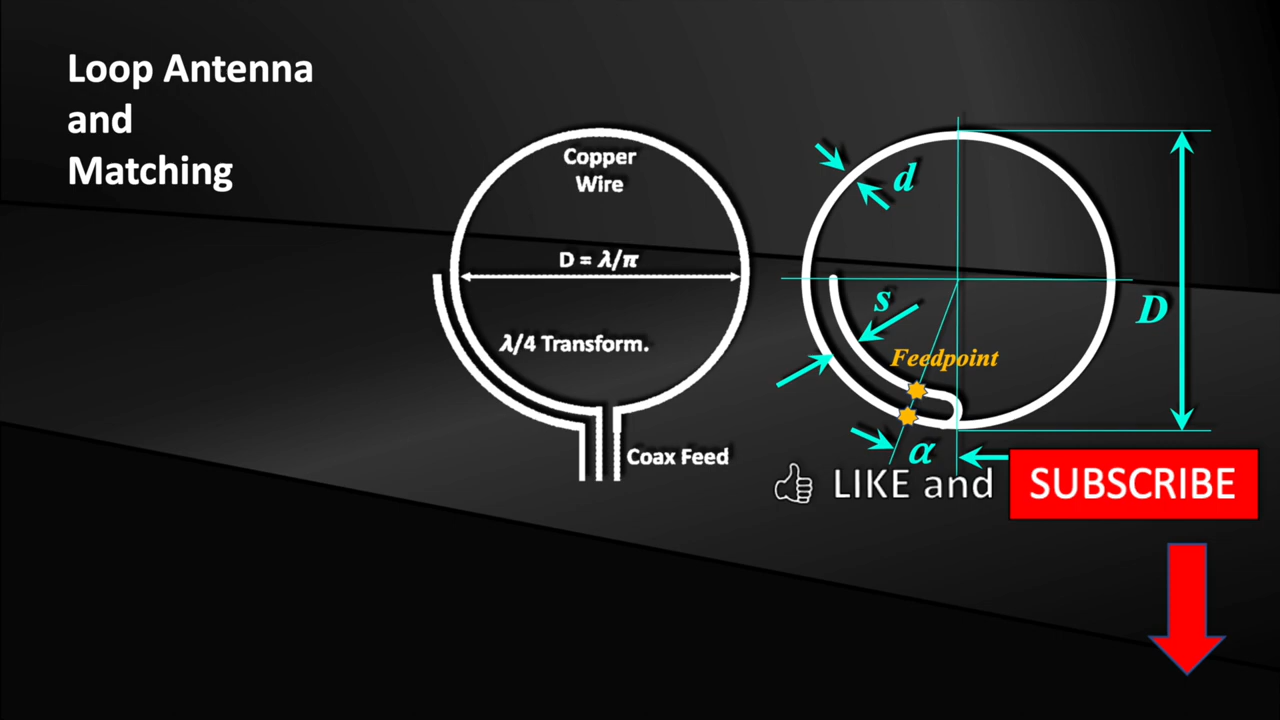 Loop Antenna
and
Matching
Copper
Wire
D = λ/π
λ/4 Transform.
Coax Feed
d
s
D
Feedpoint
α
LIKE and
SUBSCRIBE